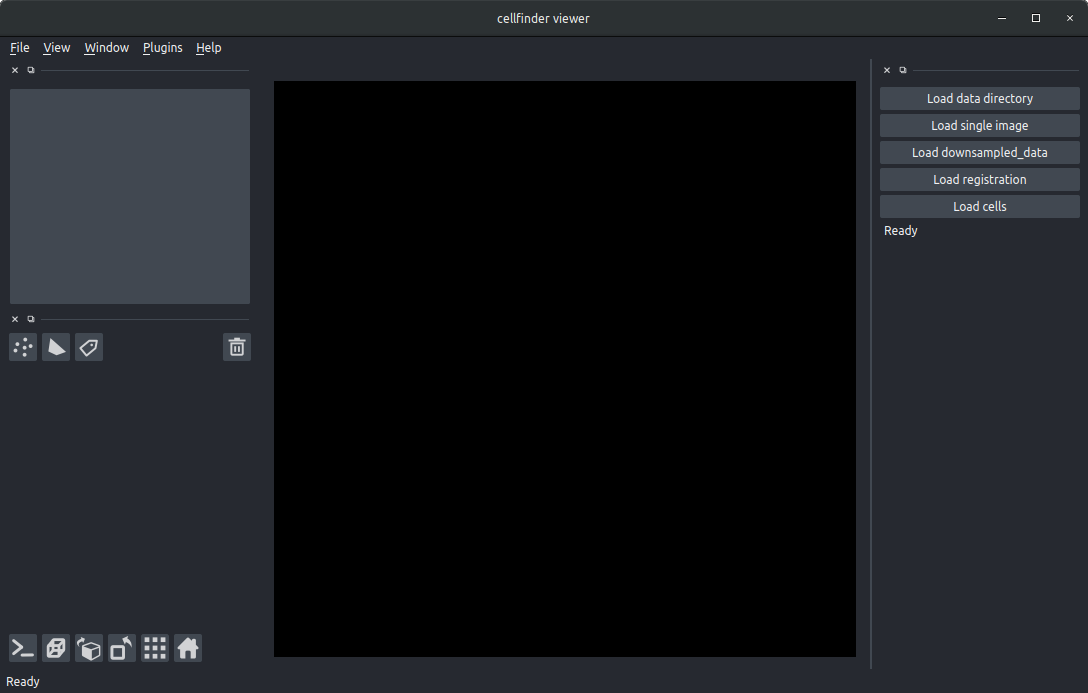 cellfinder viewer
File View Window Plugins Help
Load data directory
Load single image
Load downsampled_data
Load registration
Load cells
Ready
Ready